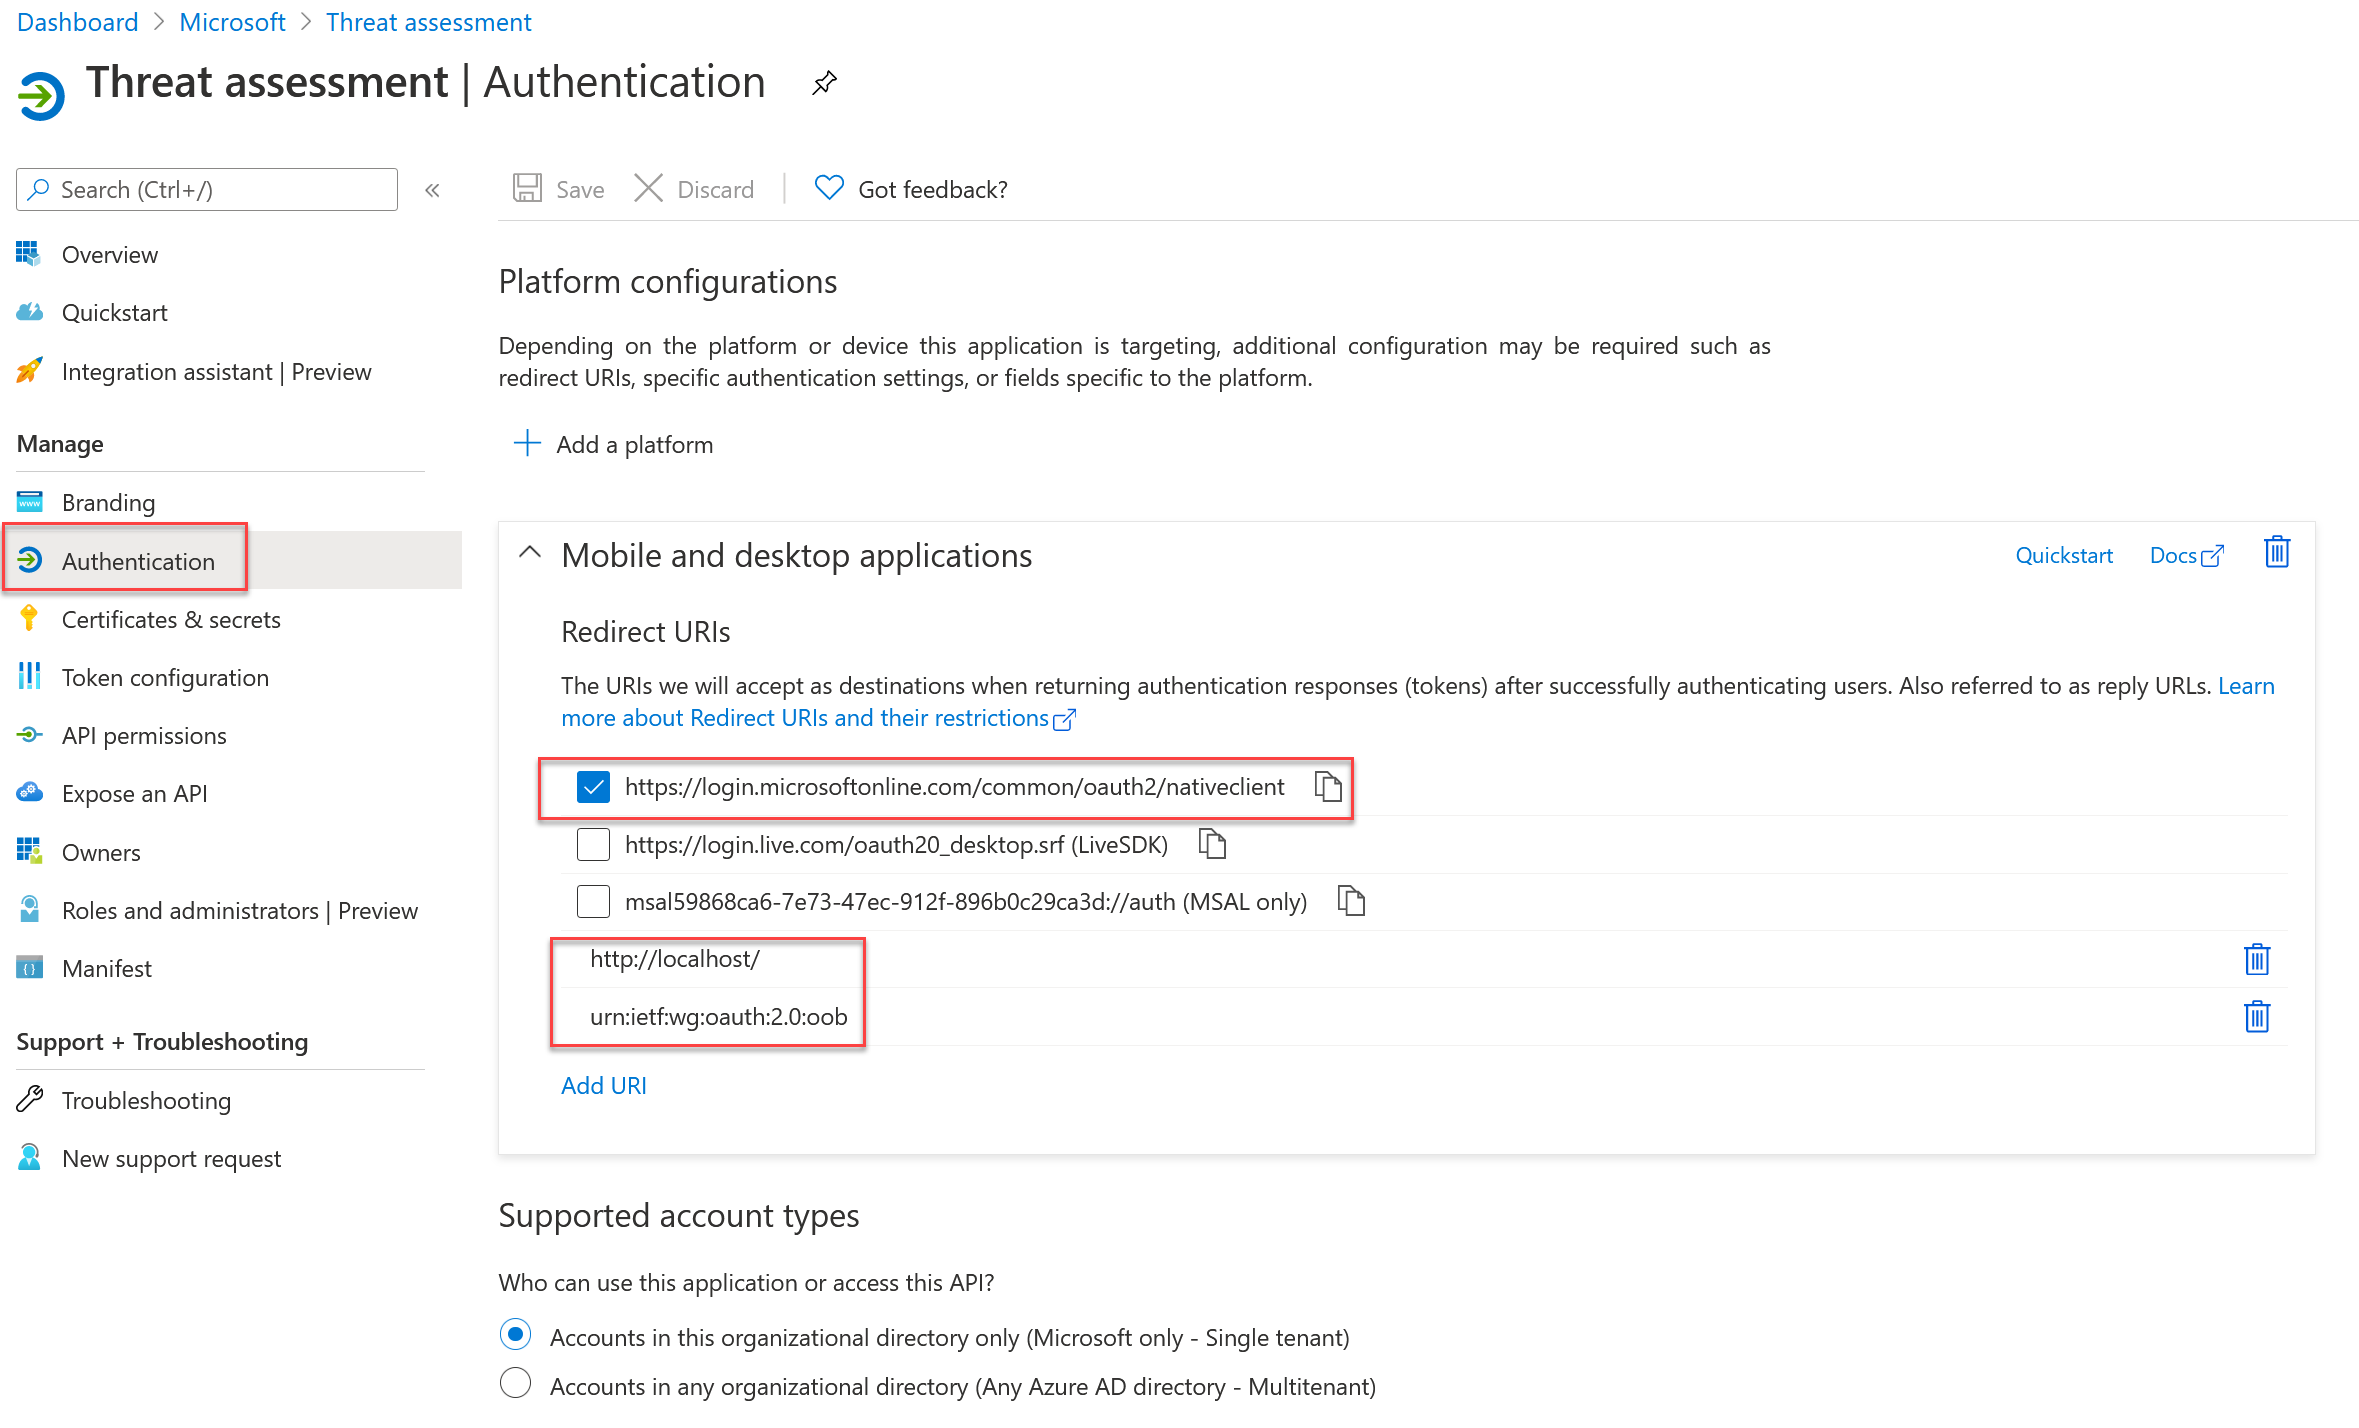 Dashboard > Microsoft > Threat assessment
Threat assessment | Authentication
Search (Ctrl+/)
«
Save
Discard
Got feedback?
Overview
Quickstart
Integration assistant | Preview
Manage
Branding
Authentication
Certificates & secrets
Token configuration
API permissions
Expose an API
Owners
Roles and administrators | Preview
Manifest
Support + Troubleshooting
Troubleshooting
New support request
Platform configurations
Depending on the platform or device this application is targeting, additional configuration may be required such as
redirect URIs, specific authentication settings, or fields specific to the platform.
Add a platform
Mobile and desktop applications
Quickstart
Docs
Redirect URIs
The URIs we will accept as destinations when returning authentication responses (tokens) after successfully authenticating users. Also referred to as reply URLs. Learn
more about Redirect URIs and their restrictions
https://login.microsoftonline.com/common/oauth2/nativeclient
https://login.live.com/oauth20_desktop.srf (LiveSDK)
msal59868ca6-7e73-47ec-912f-896b0c29ca3d://auth (MSAL only)
http://localhost/
urn:ietf:wg:oauth:2.0:oob
Add URI
Supported account types
Who can use this application or access this API?
Accounts in this organizational directory only (Microsoft only - Single tenant)
Accounts in any organizational directory (Any Azure AD directory - Multitenant)